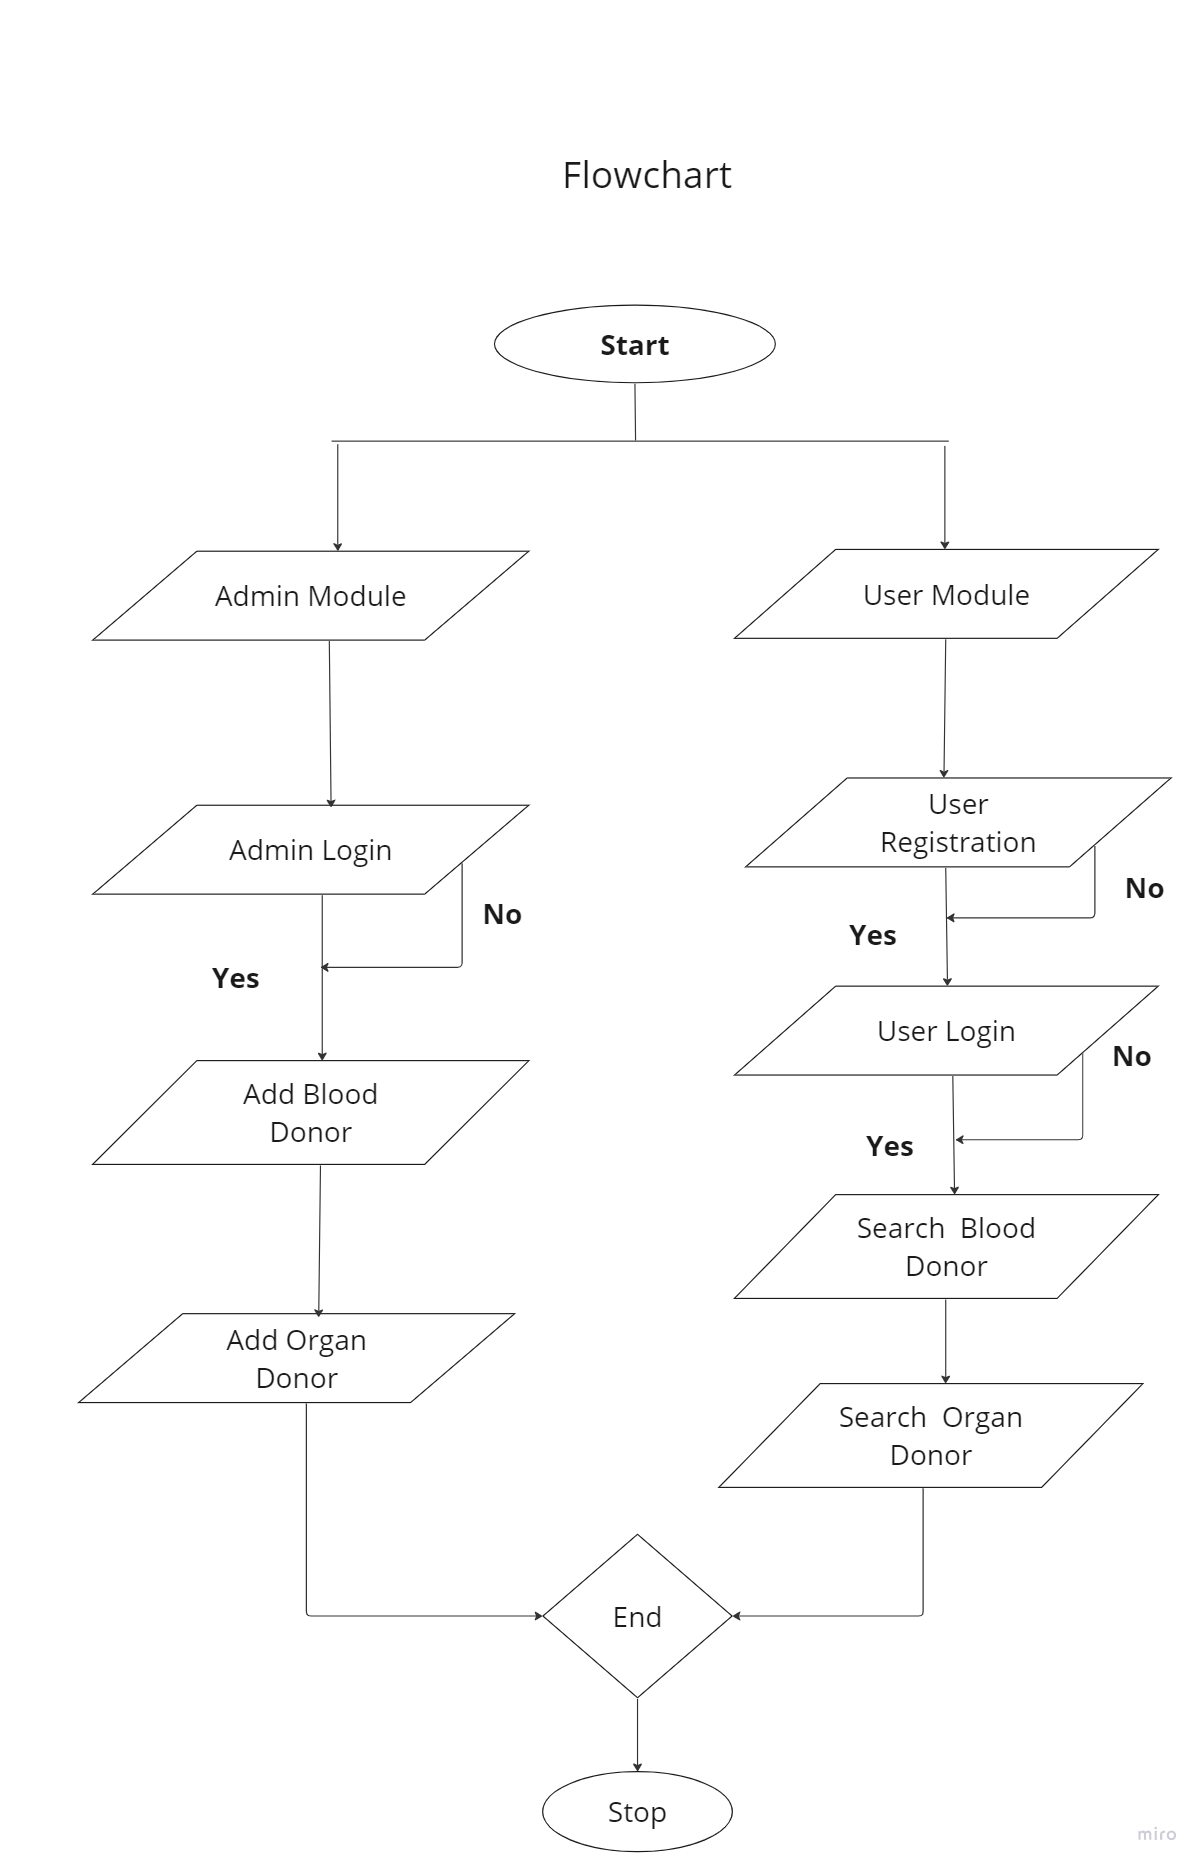 Flowchart
Start
Admin Module
User Module
User
Registration
Admin Login
No
No
Yes
Yes
User Login
No
Add Blood
Donor
Yes
Search  Blood
Donor
Add Organ
Donor
Search  Organ
Donor
End
Stop
miro